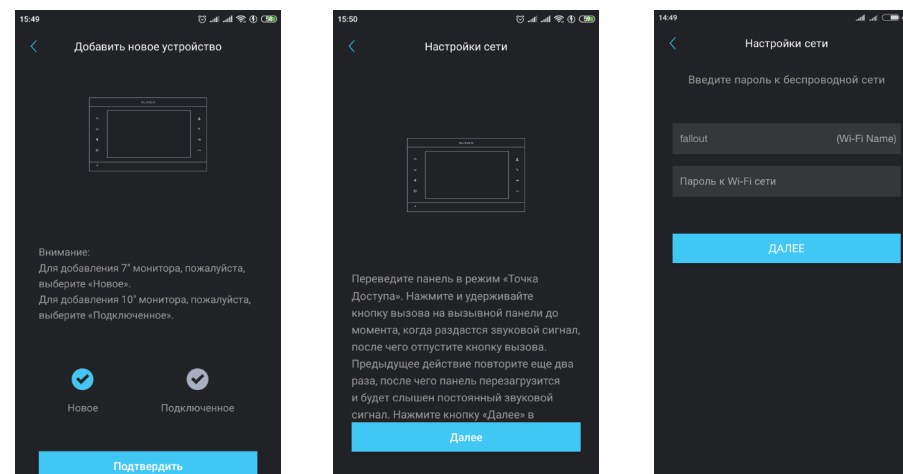 15:49
58
Добавить новое устройство
Внимание:
Для добавления 7" монитора, пожалуйста,
выберите «Новое».
Для добавления 10" монитора, пожалуйста,
выберите «Подключенное».
Новое
Подключенное
Подтвердить
15:50
59
Настройки сети
Переведите панель в режим «Точка
Доступа». Нажмите и удерживайте
кнопку вызова на вызывной панели до
момента, когда раздастся звуковой сигнал,
после чего отпустите кнопку вызова.
Предыдущее действие повторите еще два
раза, после чего панель перезагрузится
и будет слышен постоянный звуковой
сигнал. Нажмите кнопку «Далее» в
Далее
14:49
Настройки сети
Введите пароль к беспроводной сети
fallout (Wi-Fi Name)
Пароль к Wi-Fi сети
ДАЛЕЕ